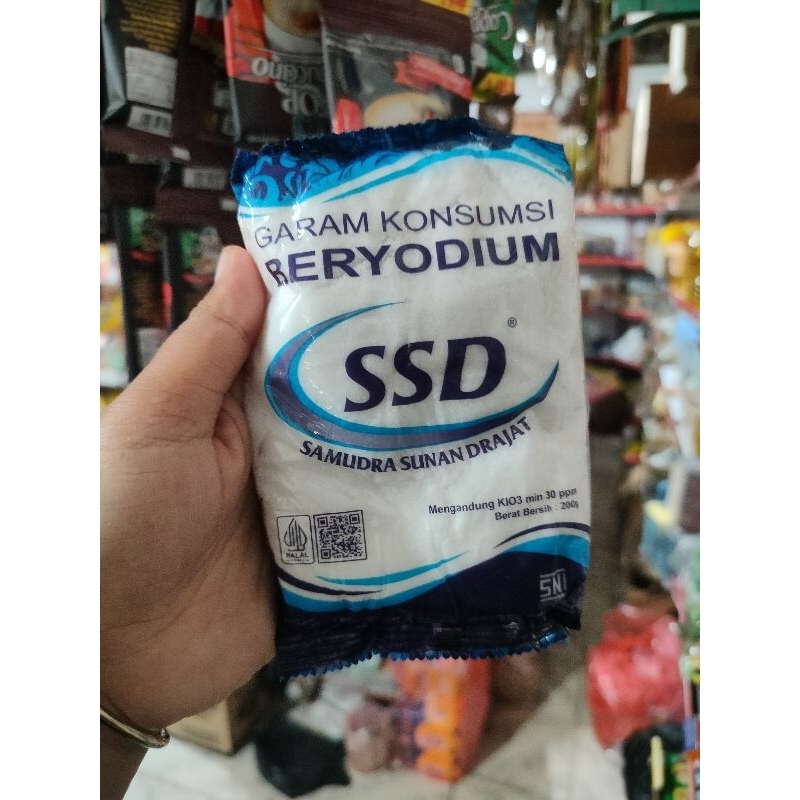 GARAM KONSUMSI
BERYODIUM
SSD®
SAMUDRA SUNAN DRAJAT
Mengandung KIO3 min 30 ppm
Berat Bersih : 200g
HALAL
SNI